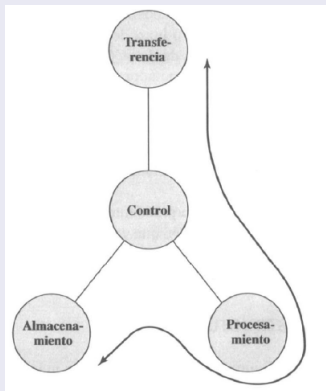 Transfe-
rencia
Control
Almacena-
miento
Procesa-
miento